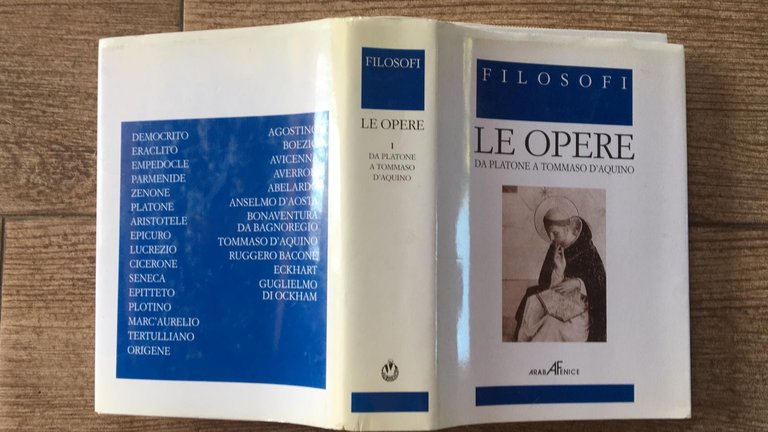 DEMOCRITO
ERACLITO
EMPEDOCLE
PARMENIDE
ZENONE
PLATONE
ARISTOTELE
EPICURO
LUCREZIO
CICERONE
SENECA
EPITTETO
PLOTINO
MARC'AURELIO
TERTULLIANO
ORIGENE
AGOSTINO
BOEZIO
AVICENNA
AVERROÈ
ABELARDO
ANSELMO D'AOSTA
BONAVENTURA
DA BAGNOREGIO
TOMMASO D'AQUINO
RUGGERO BACONE
ECKHART
GUGLIELMO
DI OCKHAM
FILOSOFI
LE OPERE
1
DA PLATONE
A TOMMASO
D'AQUINO
FILOSOFI
LE OPERE
DA PLATONE A TOMMASO D'AQUINO
ARABAFENICE